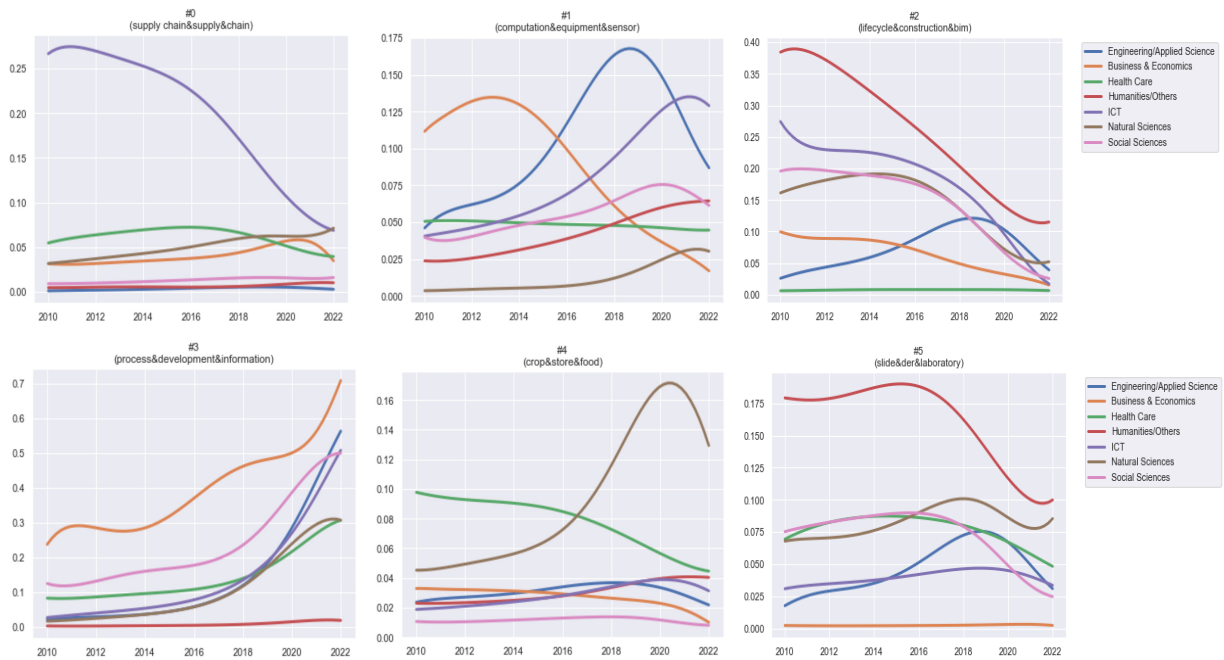 #0
(supply chain&supply&chain)
0.25
0.20
0.15
0.10
0.05
0.00
2010 2012 2014 2016 2018 2020 2022
#1
(computation&equipment&sensor)
0.175
0.150
0.125
0.100
0.075
0.050
0.025
0.000
2010 2012 2014 2016 2018 2020 2022
#2
(lifecycle&construction&bim)
0.40
0.35
0.30
0.25
0.20
0.15
0.10
0.05
0.00
2010 2012 2014 2016 2018 2020 2022
Engineering/Applied Science
Business & Economics
Health Care
Humanities/Others
ICT
Natural Sciences
Social Sciences
#3
(process&development&information)
0.7
0.6
0.5
0.4
0.3
0.2
0.1
0.0
2010 2012 2014 2016 2018 2020 2022
#4
(crop&store&food)
0.16
0.14
0.12
0.10
0.08
0.06
0.04
0.02
0.00
2010 2012 2014 2016 2018 2020 2022
#5
(slide&der&laboratory)
0.175
0.150
0.125
0.100
0.075
0.050
0.025
0.000
2010 2012 2014 2016 2018 2020 2022
Engineering/Applied Science
Business & Economics
Health Care
Humanities/Others
ICT
Natural Sciences
Social Sciences